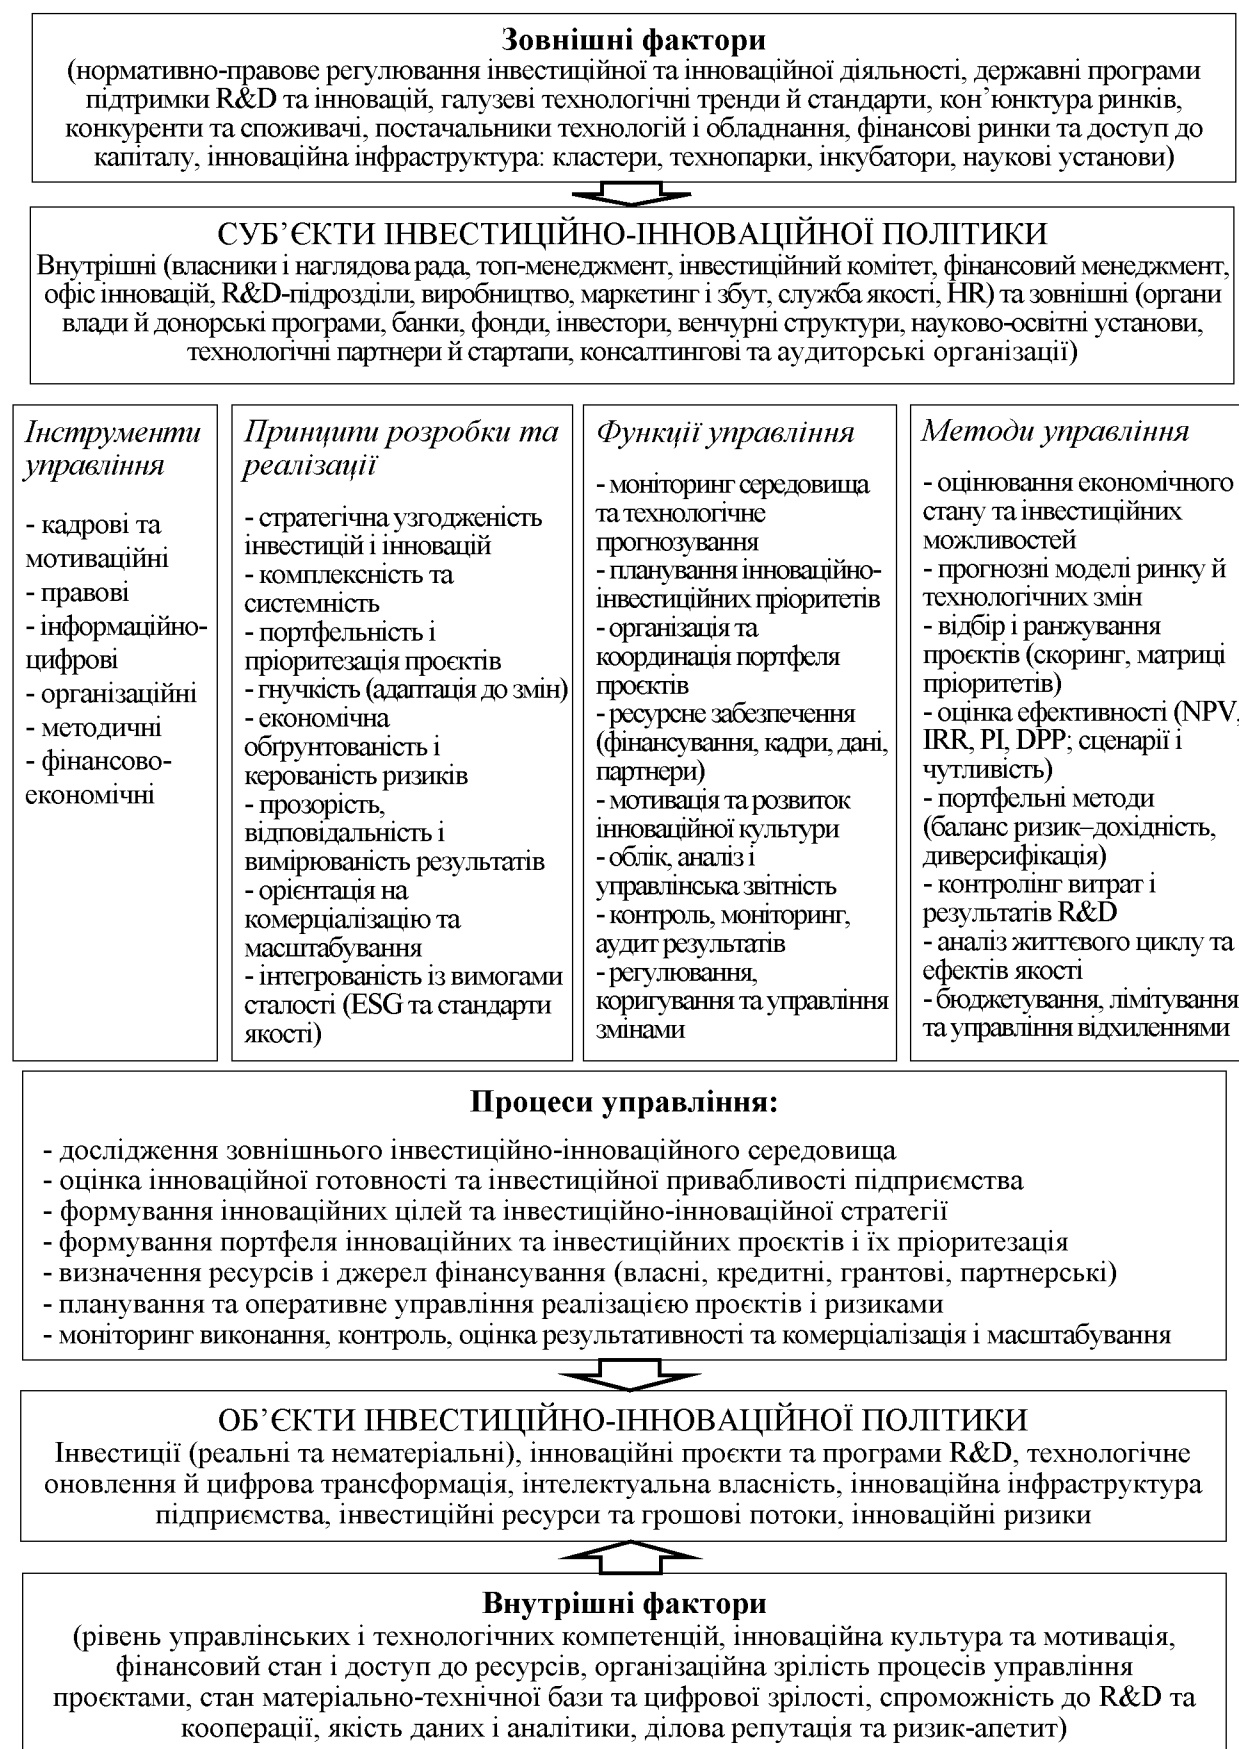 Зовнішні фактори
(нормативно-правове регулювання інвестиційної та інноваційної діяльності, державні програми
підтримки R&D та інновацій, галузеві технологічні тренди й стандарти, кон’юнктура ринків,
конкуренти та споживачі, постачальники технологій і обладнання, фінансові ринки та доступ до
капіталу, інноваційна інфраструктура: кластери, технопарки, інкубатори, наукові установи)
СУБ’ЄКТИ ІНВЕСТИЦІЙНО-ІННОВАЦІЙНОЇ ПОЛІТИКИ
Внутрішні (власники і наглядова рада, топ-менеджмент, інвестиційний комітет, фінансовий менеджмент,
офіс інновацій, R&D-підрозділи, виробництво, маркетинг і збут, служба якості, HR) та зовнішні (органи
влади й донорські програми, банки, фонди, інвестори, венчурні структури, науково-освітні установи,
технологічні партнери й стартапи, консалтингові та аудиторські організації)
Інструменти
управління
- кадрові та
мотиваційні
- правові
- інформаційно-
цифрові
- організаційні
- методичні
- фінансово-
економічні
Принципи розробки та
реалізації
- стратегічна узгодженість
інвестицій і інновацій
- комплексність та
системність
- портфельність і
пріоритезація проєктів
- гнучкість (адаптація до змін)
- економічна
обґрунтованість і
керованість ризиків
- прозорість,
відповідальність і
вимірюваність результатів
- орієнтація на
комерціалізацію та
масштабування
- інтегрованість із вимогами
сталості (ESG та стандарти
якості)
Функції управління
- моніторинг середовища
та технологічне
прогнозування
- планування інноваційно-
інвестиційних пріоритетів
- організація та
координація портфеля
проєктів
- ресурсне забезпечення
(фінансування, кадри, дані,
партнери)
- мотивація та розвиток
інноваційної культури
- облік, аналіз і
управлінська звітність
- контроль, моніторинг,
аудит результатів
- регулювання,
коригування та управління
змінами
Методи управління
- оцінювання економічного
стану та інвестиційних
можливостей
- прогнозні моделі ринку й
технологічних змін
- відбір і ранжування
проєктів (скоринг, матриці
пріоритетів)
- оцінка ефективності (NPV,
IRR, PI, DPP; сценарії і
чутливість)
- портфельні методи
(баланс ризик–дохідність,
диверсифікація)
- контролінг витрат і
результатів R&D
- аналіз життєвого циклу та
ефектів якості
- бюджетування, лімітування
та управління відхиленнями
Процеси управління:
- дослідження зовнішнього інвестиційно-інноваційного середовища
- оцінка інноваційної готовності та інвестиційної привабливості підприємства
- формування інноваційних цілей та інвестиційно-інноваційної стратегії
- формування портфеля інноваційних та інвестиційних проєктів і їх пріоритезація
- визначення ресурсів і джерел фінансування (власні, кредитні, грантові, партнерські)
- планування та оперативне управління реалізацією проєктів і ризиками
- моніторинг виконання, контроль, оцінка результативності та комерціалізація і масштабування
ОБ’ЄКТИ ІНВЕСТИЦІЙНО-ІННОВАЦІЙНОЇ ПОЛІТИКИ
Інвестиції (реальні та нематеріальні), інноваційні проєкти та програми R&D, технологічне
оновлення й цифрова трансформація, інтелектуальна власність, інноваційна інфраструктура
підприємства, інвестиційні ресурси та грошові потоки, інноваційні ризики
Внутрішні фактори
(рівень управлінських і технологічних компетенцій, інноваційна культура та мотивація,
фінансовий стан і доступ до ресурсів, організаційна зрілість процесів управління
проєктами, стан матеріально-технічної бази та цифрової зрілості, спроможність до R&D та
кооперації, якість даних і аналітики, ділова репутація та ризик-апетит)